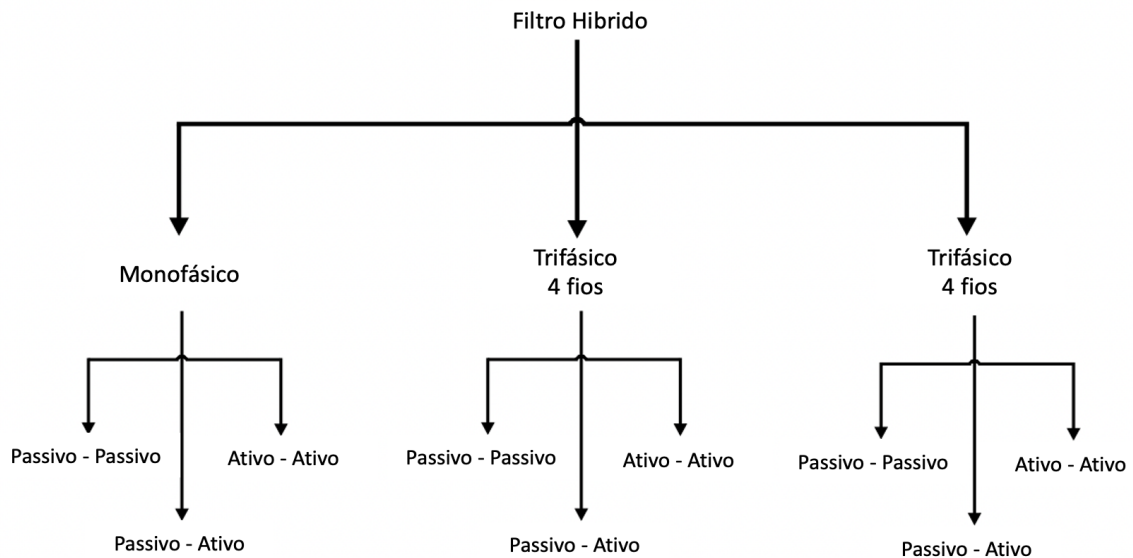 Filtro Hibrido
Monofásico
Trifásico
4 fios
Trifásico
4 fios
Passivo - Passivo
Ativo - Ativo
Passivo - Ativo
Passivo - Passivo
Ativo - Ativo
Passivo - Ativo
Passivo - Passivo
Ativo - Ativo
Passivo - Ativo